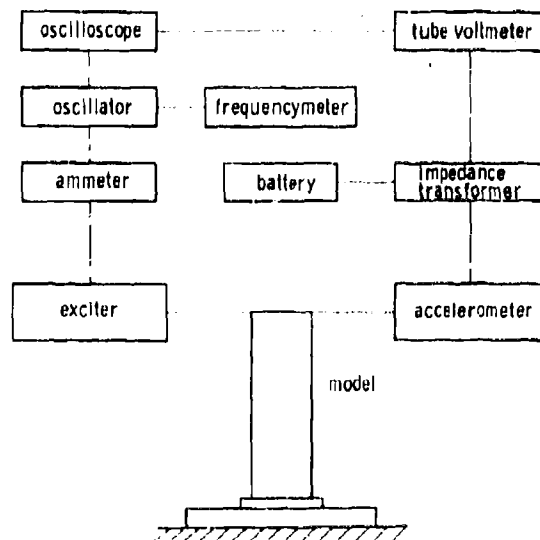 oscilloscope
tube voltmeter
oscillator
frequencymeter
ammeter
battery
impedance
transformer
exciter
accelerometer
model